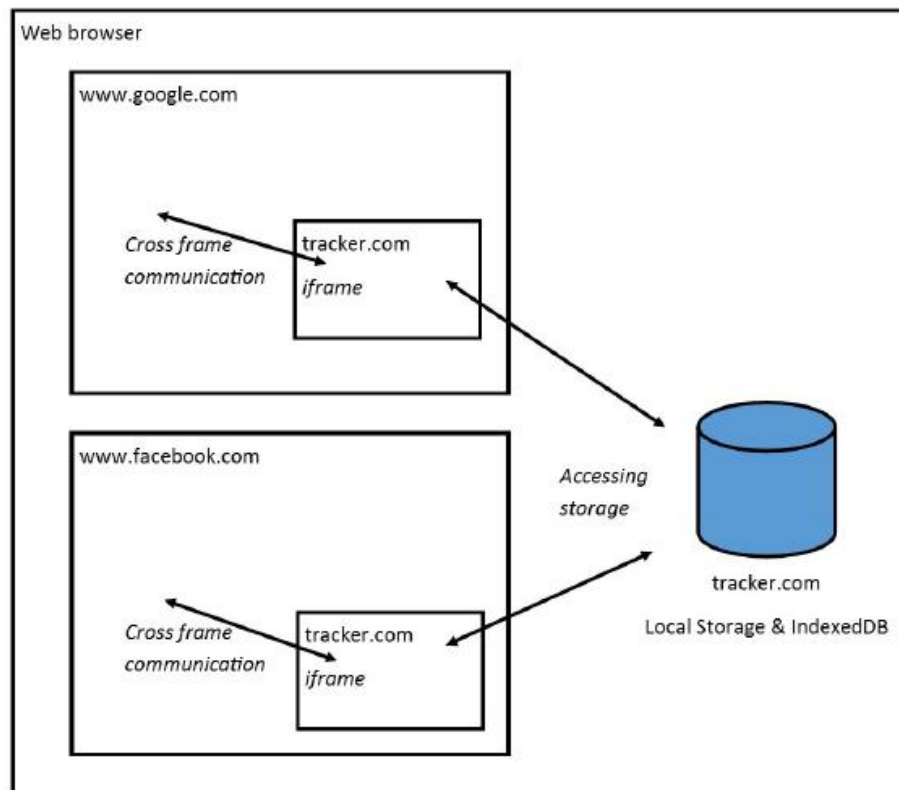 Web browser
www.google.com
Cross frame
communication
tracker.com
iframe
www.facebook.com
Cross frame
communication
tracker.com
iframe
Accessing
storage
tracker.com
Local Storage & IndexedDB